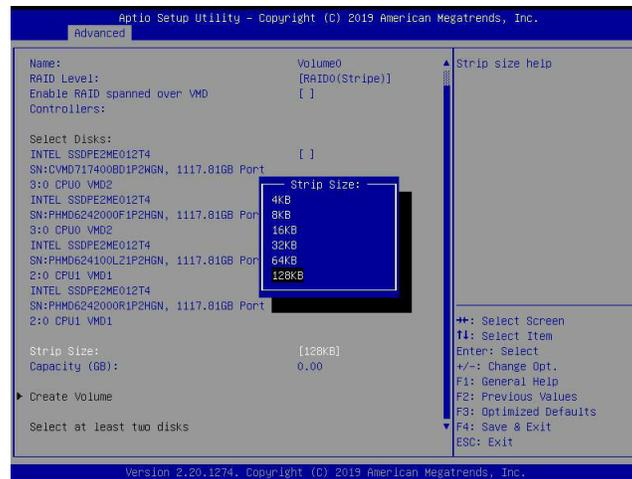 Aptio Setup Utility – Copyright (C) 2019 American Megatrends, Inc.
Advanced
Name: Volume0
RAID Level: [RAID0(Stripe)]
Enable RAID spanned over VMD [ ]
Controllers:
Select Disks:
INTEL SSDPE2ME012T4 [ ]
SN:CVMD717400BD1P2WGN, 1117.81GB Port
3:0 CPU0 VMD2
INTEL SSDPE2ME012T4
SN:PHMD6242000F1P2HGN, 1117.81GB Por
3:0 CPU0 VMD2
INTEL SSDPE2ME012T4
SN:PHMD624100LZ1P2HGN, 1117.81GB Por
2:0 CPU1 VMD1
INTEL SSDPE2ME012T4
SN:PHMD6242000R1P2HGN, 1117.81GB Port
2:0 CPU1 VMD1
Strip Size: [128KB]
Capacity (GB): 0.00
Create Volume
Select at least two disks
Strip Size:
4KB
8KB
16KB
32KB
64KB
128KB
Strip size help
→←: Select Screen
↑↓: Select Item
Enter: Select
+/-: Change Opt.
F1: General Help
F2: Previous Values
F3: Optimized Defaults
F4: Save & Exit
ESC: Exit
Version 2.20.1274. Copyright (C) 2019 American Megatrends, Inc.